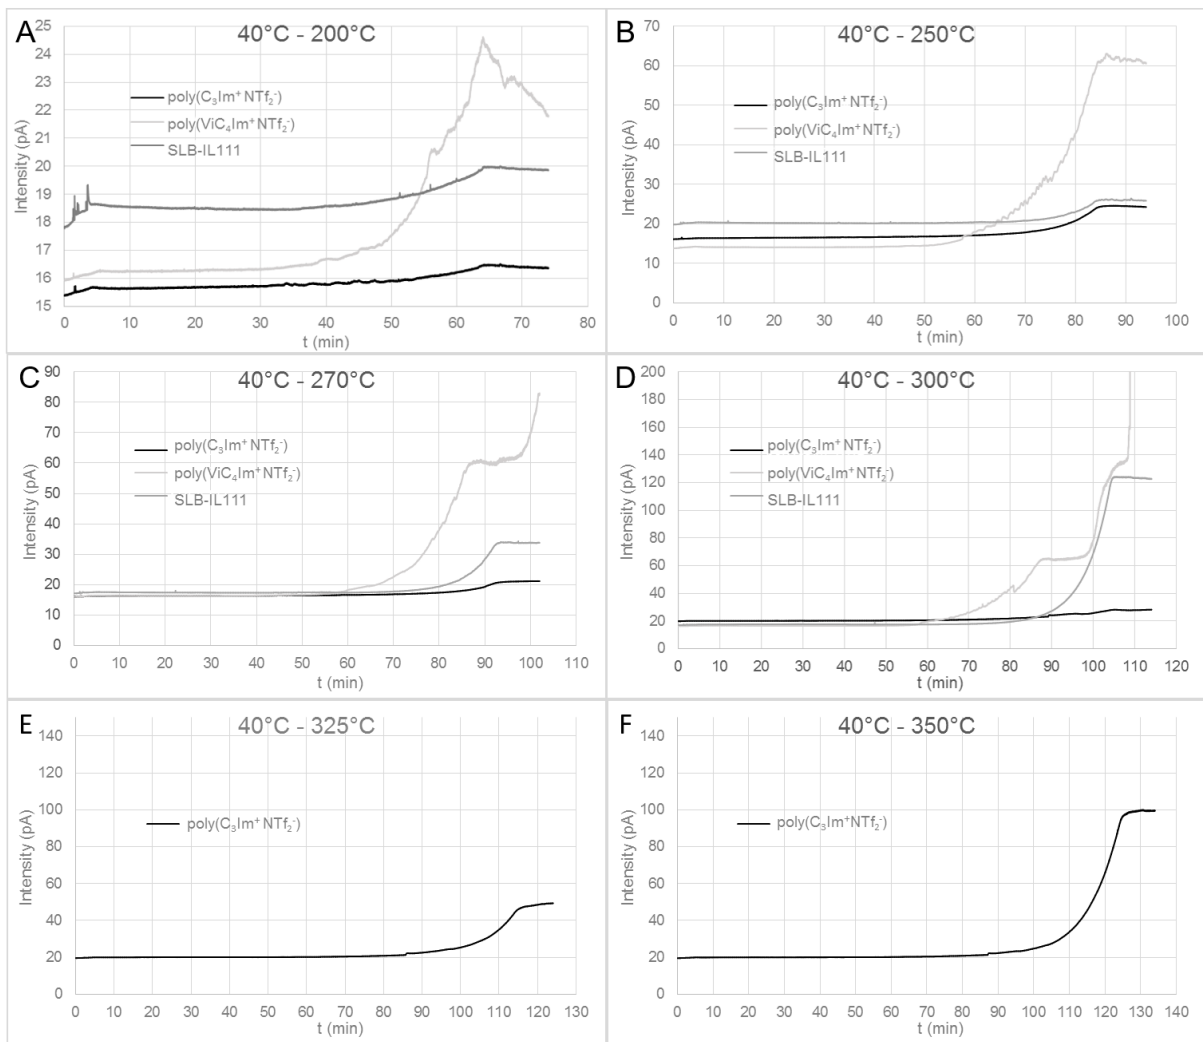 A
40°C - 200°C
Intensity (pA)
25
24
23
22
21
20
19
18
17
16
15
poly(C₃Im⁺ NTf₂⁻)
poly(ViC₄Im⁺NTf₂⁻)
SLB-IL111
0 10 20 30 40 50 60 70 80
t (min)
B
40°C - 250°C
Intensity (pA)
70
60
50
40
30
20
10
0
poly(C₃Im⁺ NTf₂⁻)
poly(ViC₄Im⁺NTf₂⁻)
SLB-IL111
0 10 20 30 40 50 60 70 80 90 100
t (min)
C
40°C - 270°C
Intensity (pA)
90
80
70
60
50
40
30
20
10
0
poly(C₃Im⁺ NTf₂⁻)
poly(ViC₄Im⁺NTf₂⁻)
SLB-IL111
0 10 20 30 40 50 60 70 80 90 100 110
t (min)
D
40°C - 300°C
Intensity (pA)
200
180
160
140
120
100
80
60
40
20
0
poly(C₃Im⁺ NTf₂⁻)
poly(ViC₄Im⁺NTf₂⁻)
SLB-IL111
0 10 20 30 40 50 60 70 80 90 100 110 120
t (min)
E
40°C - 325°C
Intensity (pA)
140
120
100
80
60
40
20
0
poly(C₃Im⁺ NTf₂⁻)
0 10 20 30 40 50 60 70 80 90 100 110 120 130
t (min)
F
40°C - 350°C
Intensity (pA)
140
120
100
80
60
40
20
0
poly(C₃Im⁺NTf₂⁻)
0 10 20 30 40 50 60 70 80 90 100 110 120 130 140
t (min)